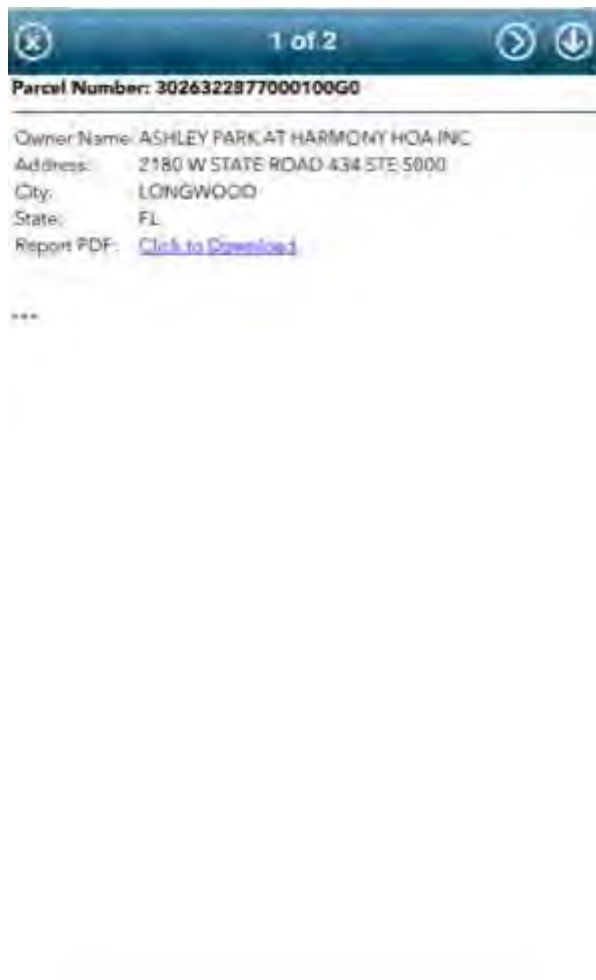 1 of 2
Parcel Number: 3026322877000100G0
Owner Name: ASHLEY PARK AT HARMONY HOA INC
Address: 2180 W STATE ROAD 434 STE 5000
City: LONGWOOD
State: FL
Report PDF: Click to Download
---